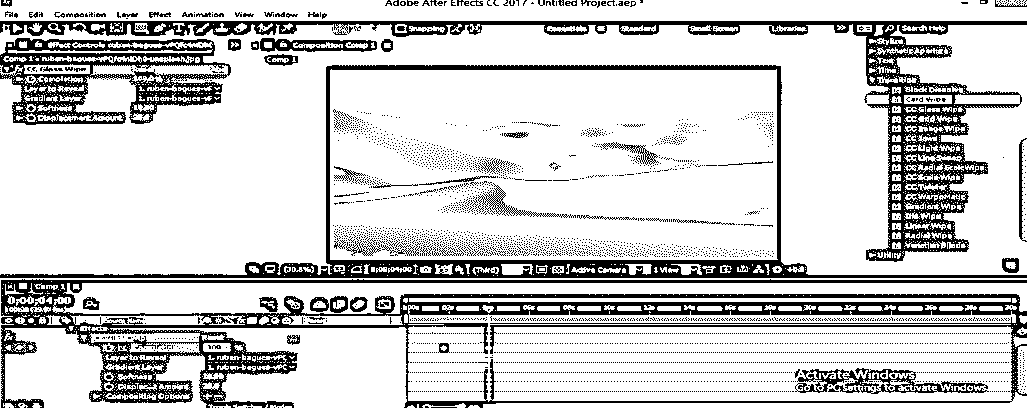 Adobe After Effects CC 2017 - Untitled Project.aep *
File Edit Composition Layer Effect Animation View Window Help
Snapping Essentials Standard Small Screen Libraries Search Help
Effect Controls
Composition Comp 1
Comp 1
CC Glass Wipe
Completion
Layer to Reveal
Gradient Layer
Softness
Displacement Amount
Stylize
Time
Block Dissolve
Card Wipe
CC Glass Wipe
CC Grid Wipe
CC Image Wipe
CC Jaws
CC Light Wipe
CC Line Sweep
CC Radial ScaleWipe
CC Scale Wipe
CC Twister
CC WarpoMatic
Gradient Wipe
Iris Wipe
Linear Wipe
Radial Wipe
Venetian Blinds
Utility
0;00;04;00 (Third) Active Camera 1 View
Comp 1
0;00;04;00
100
Layer to Reveal
Gradient Layer
Softness
Compositing Options
Activate Windows
Go to PC settings to activate Windows.